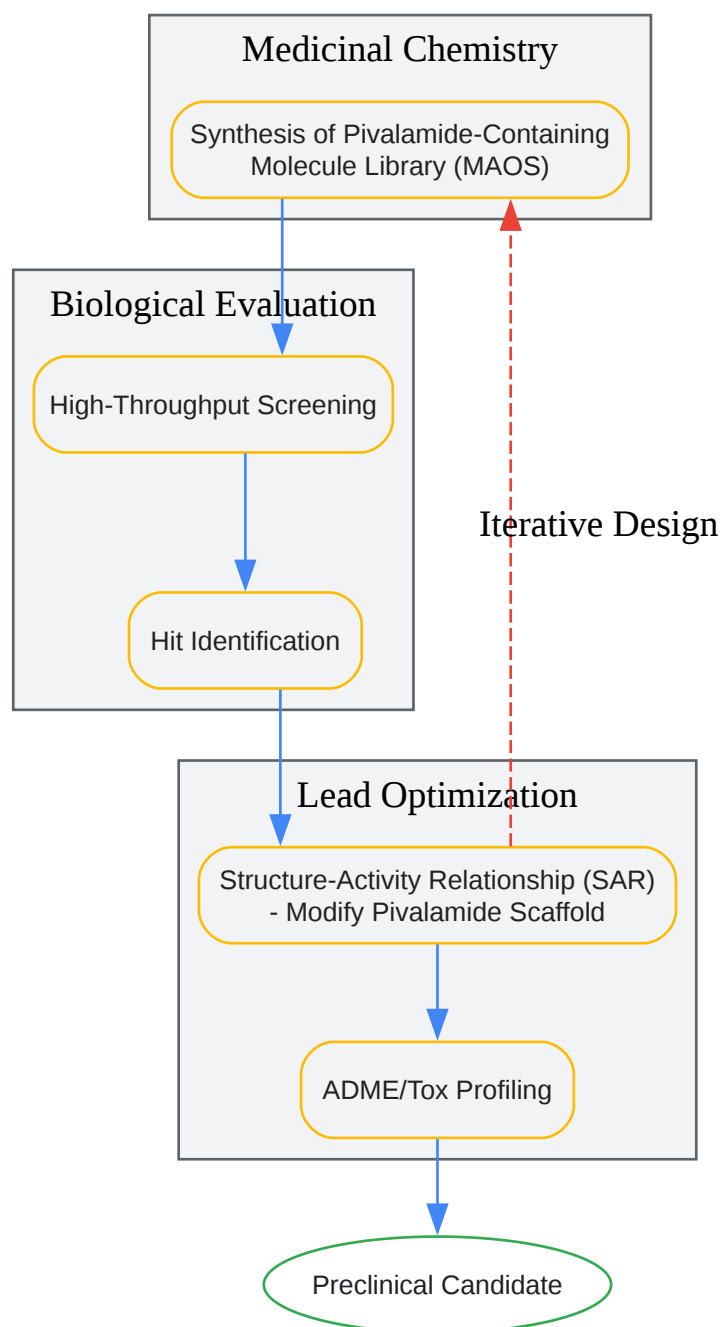 Medicinal Chemistry
Synthesis of Pivalamide-Containing
Molecule Library (MAOS)
Biological Evaluation
High-Throughput Screening
Iterative Design
Hit Identification
Lead Optimization
Structure-Activity Relationship (SAR)
- Modify Pivalamide Scaffold
ADME/Tox Profiling
Preclinical Candidate